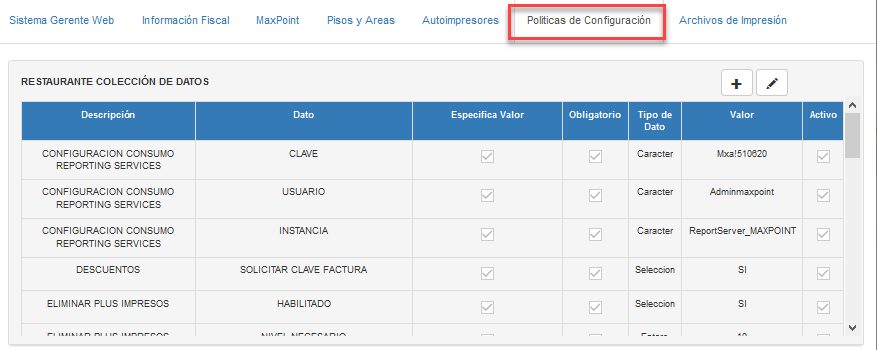 Sistema Gerente Web Información Fiscal MaxPoint Pisos y Areas Autoimpresores Politicas de Configuración Archivos de Impresión
RESTAURANTE COLECCIÓN DE DATOS
Descripción Dato Especifica Valor Obligatorio Tipo de Dato Valor Activo
CONFIGURACION CONSUMO REPORTING SERVICES CLAVE Caracter Mxa!510620
CONFIGURACION CONSUMO REPORTING SERVICES USUARIO Caracter Adminmaxpoint
CONFIGURACION CONSUMO REPORTING SERVICES INSTANCIA Caracter ReportServer_MAXPOINT
DESCUENTOS SOLICITAR CLAVE FACTURA Seleccion SI
ELIMINAR PLUS IMPRESOS HABILITADO Seleccion SI
ELIMINAR PLUS IMPRESOS NIVEL NECESARIO Entero 10